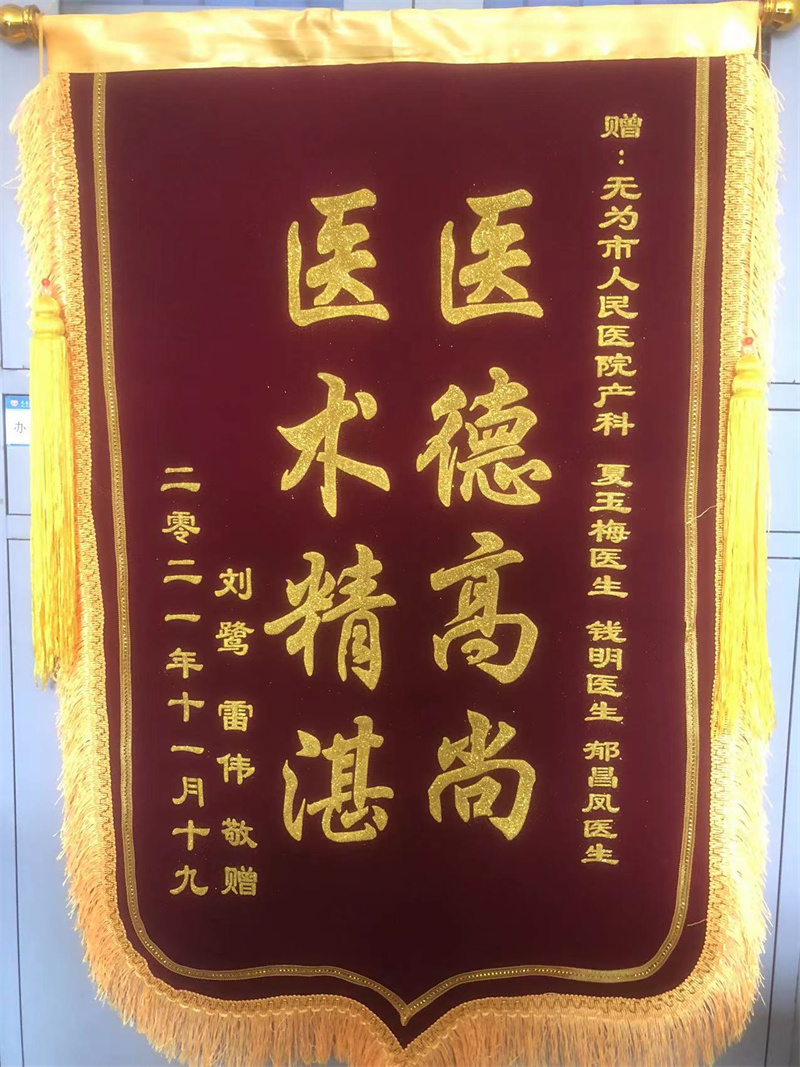 赠：无为市人民医院产科 夏玉梅医生 钱明医生 郁昌凤医生
医德高尚
医术精湛
刘鹭 雷伟敬赠
二零二一年十一月十九
办